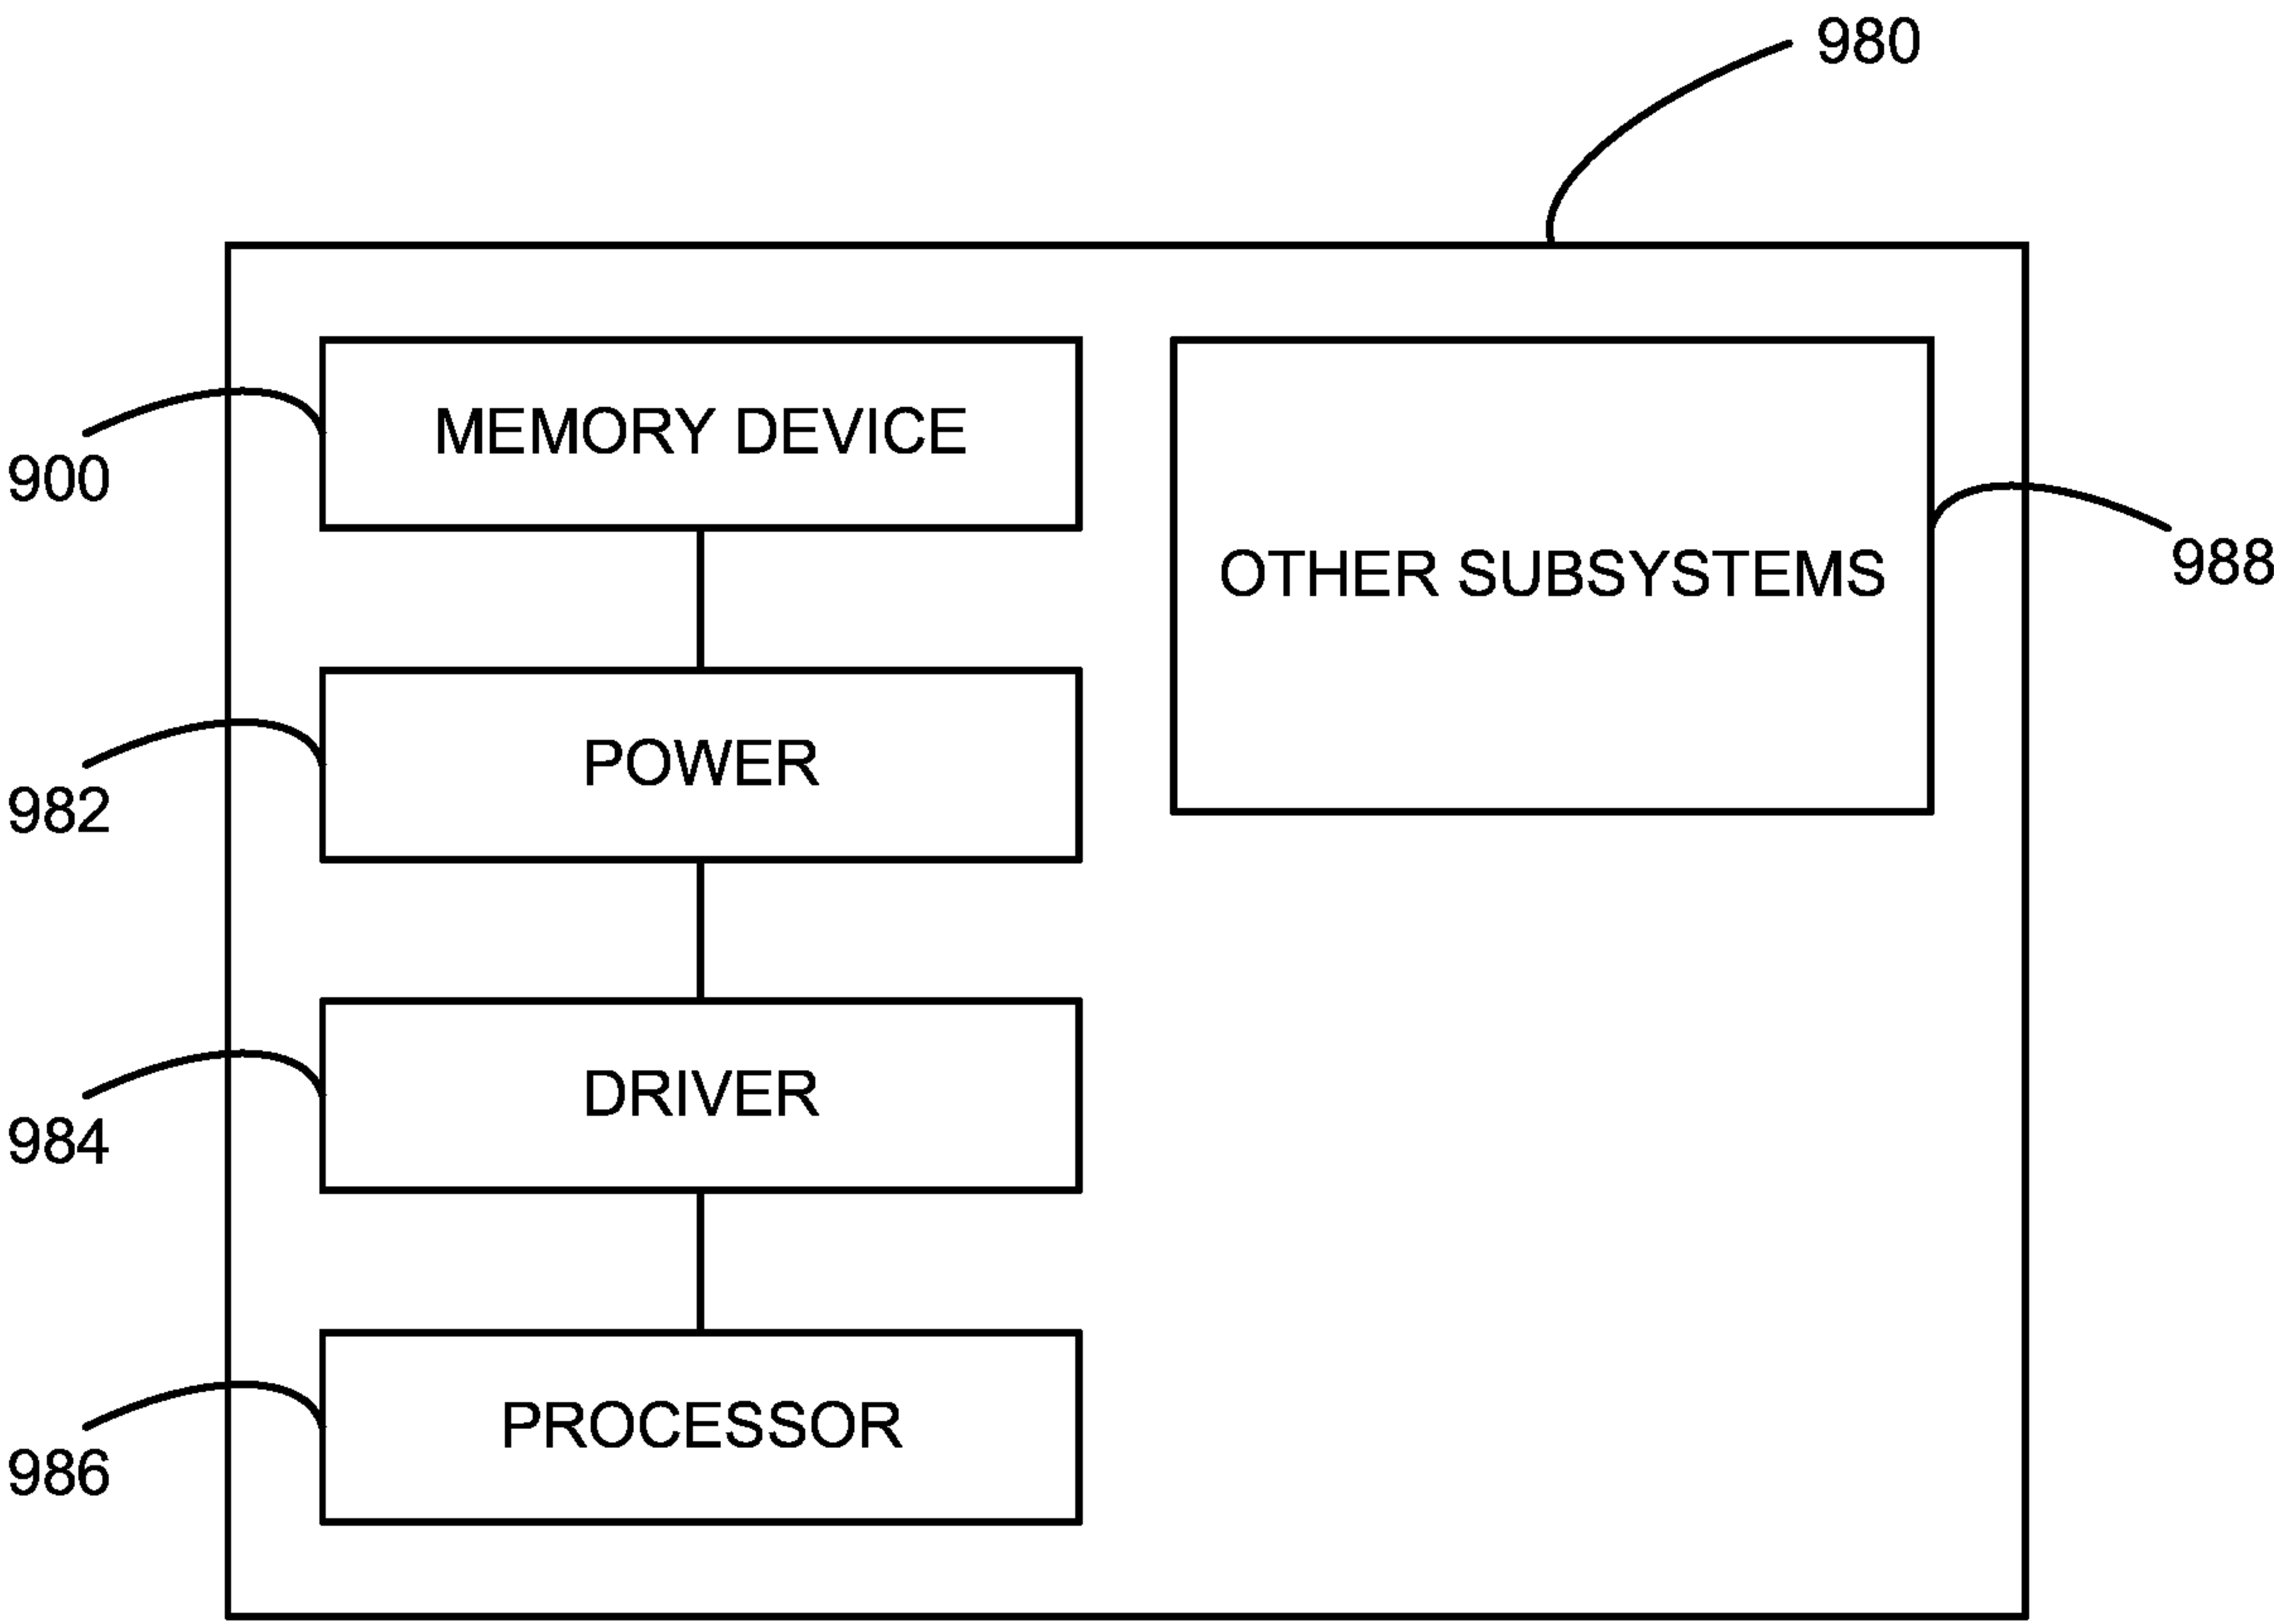 980
MEMORY DEVICE
900
OTHER SUBSYSTEMS
988
POWER
982
DRIVER
984
PROCESSOR
986